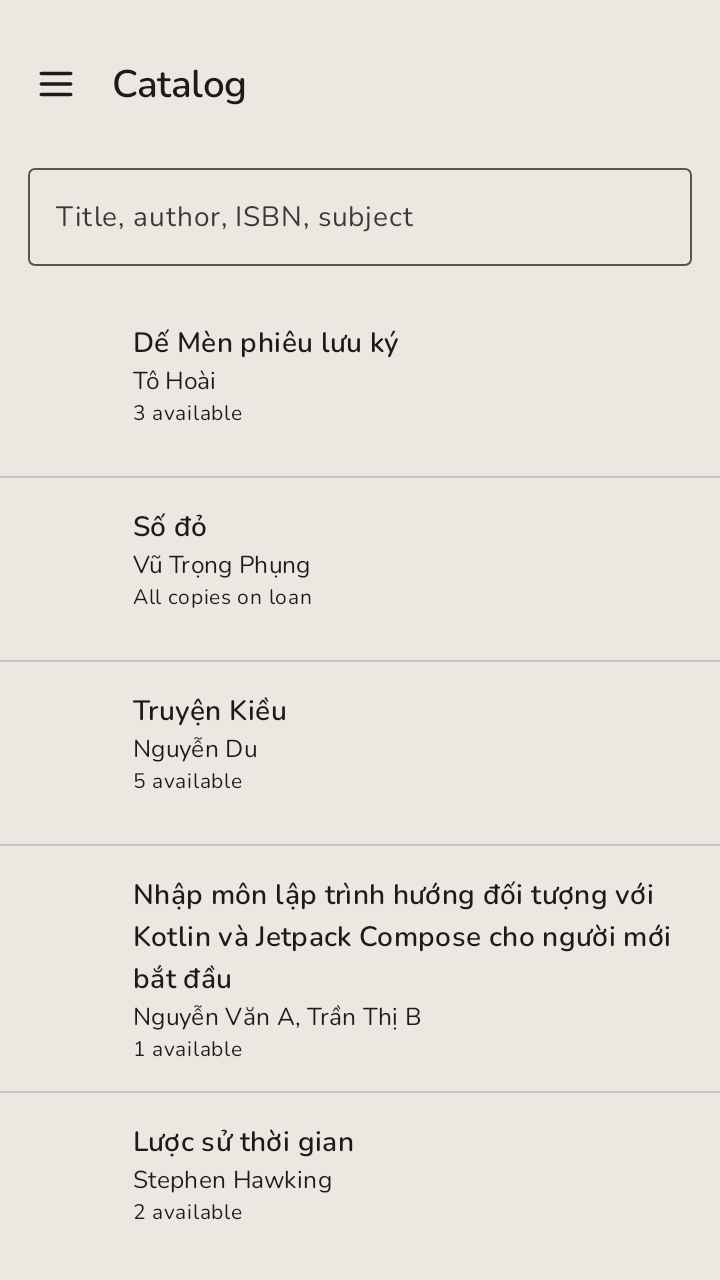 Catalog
Title, author, ISBN, subject
Dế Mèn phiêu lưu ký
Tô Hoài
3 available
Số đỏ
Vũ Trọng Phụng
All copies on loan
Truyện Kiều
Nguyễn Du
5 available
Nhập môn lập trình hướng đối tượng với
Kotlin và Jetpack Compose cho người mới
bắt đầu
Nguyễn Văn A, Trần Thị B
1 available
Lược sử thời gian
Stephen Hawking
2 available